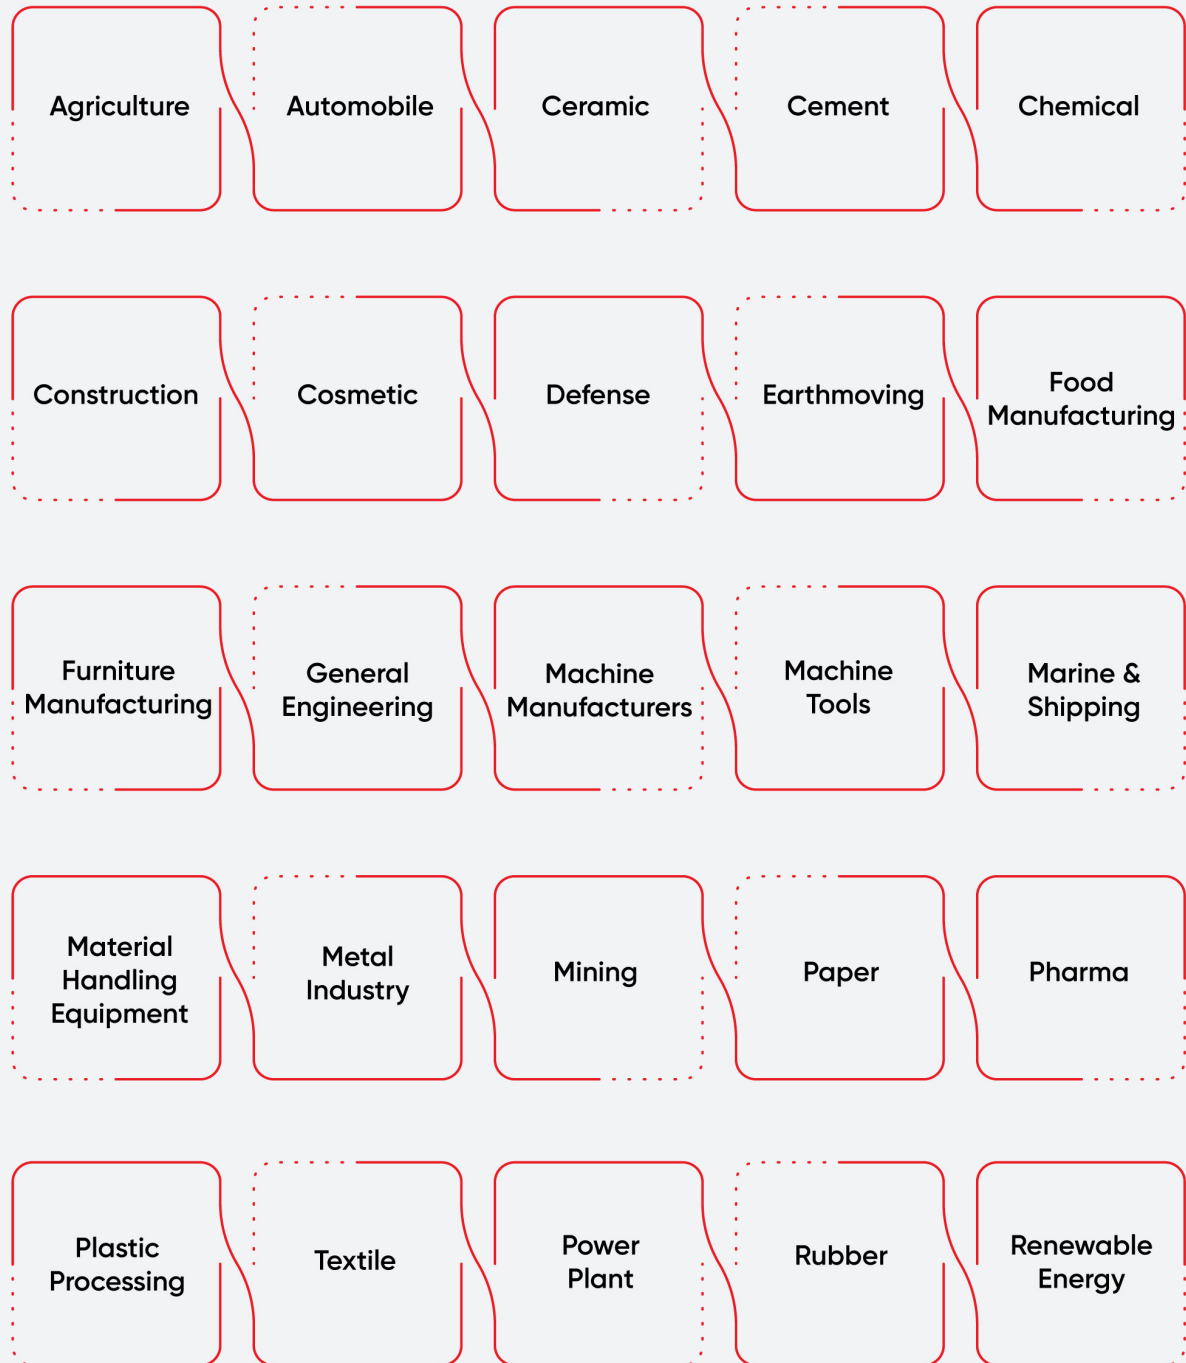 Agriculture
Automobile
Ceramic
Cement
Chemical
Construction
Cosmetic
Defense
Earthmoving
Food
Manufacturing
Furniture
Manufacturing
General
Engineering
Machine
Manufacturers
Machine
Tools
Marine &
Shipping
Material
Handling
Equipment
Metal
Industry
Mining
Paper
Pharma
Plastic
Processing
Textile
Power
Plant
Rubber
Renewable
Energy